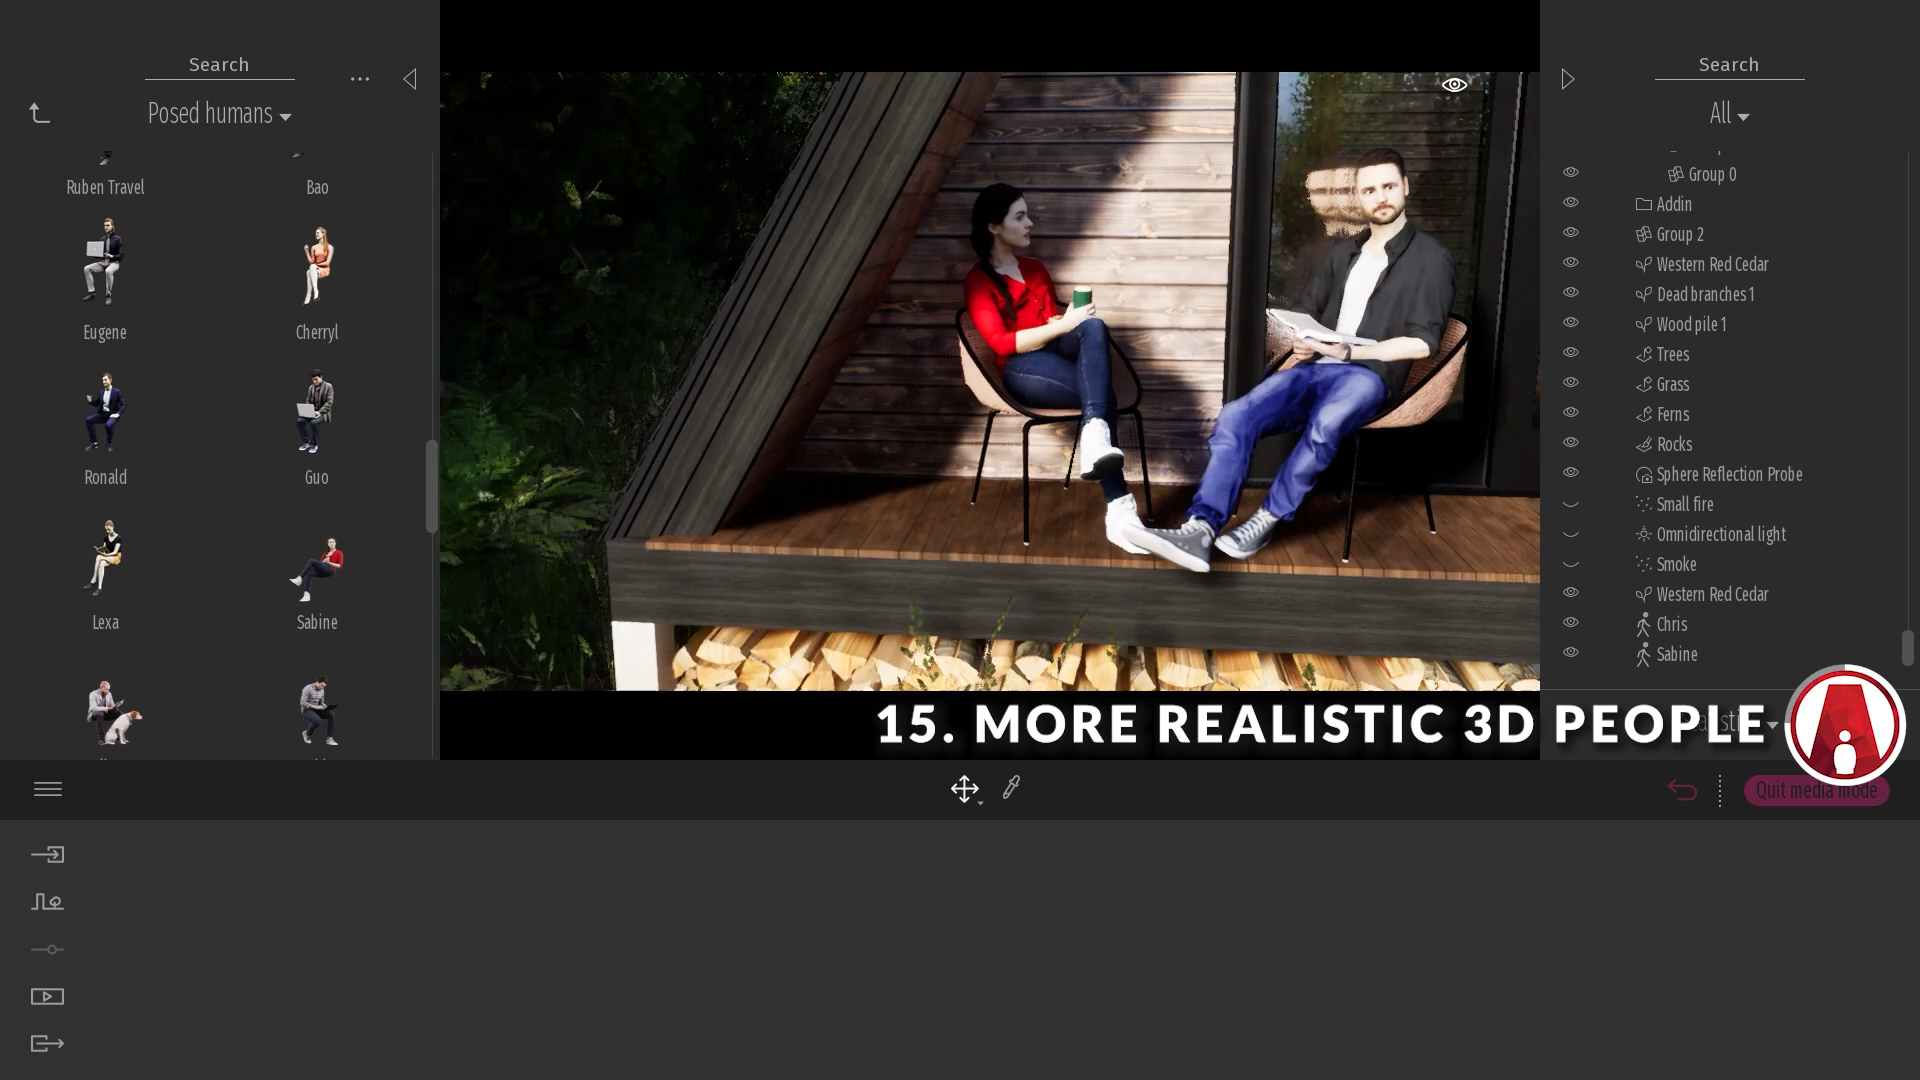 Search
Posed humans
Ruben Travel
Bao
Eugene
Cherryl
Ronald
Guo
Lexa
Sabine
Search
All
Group 0
Addin
Group 2
Western Red Cedar
Dead branches 1
Wood pile 1
Trees
Grass
Ferns
Rocks
Sphere Reflection Probe
Small fire
Omnidirectional light
Smoke
Western Red Cedar
Chris
Sabine
15. MORE REALISTIC 3D PEOPLE
Quit media mode